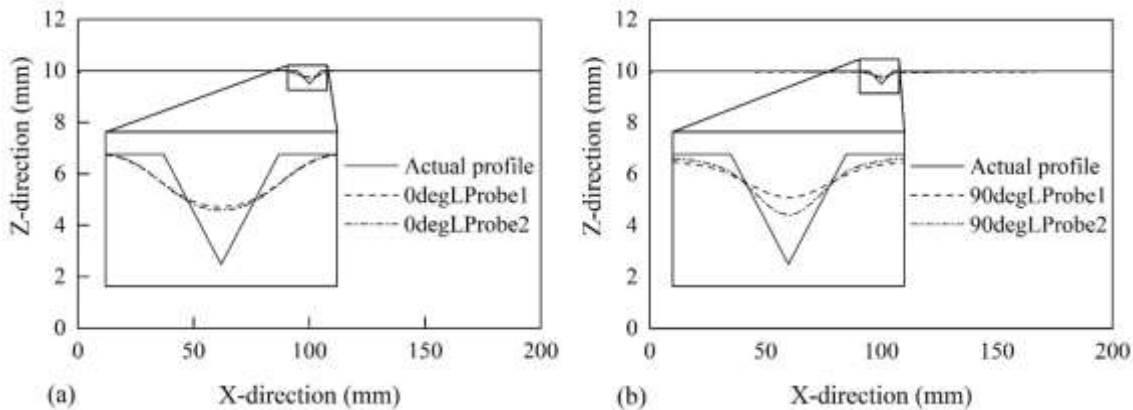 12
10
8
6
4
2
0
Z-direction (mm)
Actual profile
0degLProbe1
0degLProbe2
0 50 100 150 200
(a) X-direction (mm)
12
10
8
6
4
2
0
Z-direction (mm)
Actual profile
90degLProbe1
90degLProbe2
0 50 100 150 200
(b) X-direction (mm)